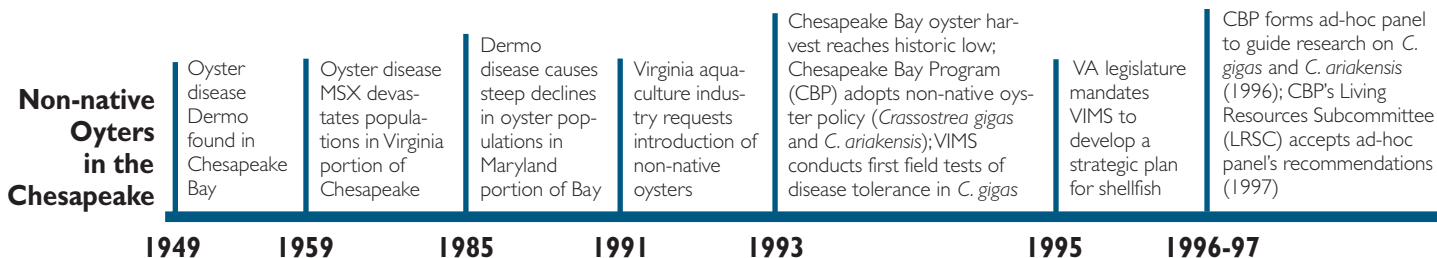 Non-native
Oyters
in the
Chesapeake
Oyster
disease
Dermo
found in
Chesapeake
Bay
Oyster disease
MSX devas-
tates popula-
tions in Virginia
portion of
Chesapeake
Dermo
disease causes
steep declines
in oyster pop-
ulations in
Maryland
portion of Bay
Virginia aqua-
culture indus-
try requests
introduction of
non-native
oysters
Chesapeake Bay oyster har-
vest reaches historic low;
Chesapeake Bay Program
(CBP) adopts non-native oys-
ter policy (Crassostrea gigas
and C. ariakensis); VIMS
conducts first field tests of
disease tolerance in C. gigas
VA legislature
mandates
VIMS to
develop a
strategic plan
for shellfish
CBP forms ad-hoc panel
to guide research on C.
gigas and C. ariakensis
(1996); CBP's Living
Resources Subcommittee
(LRSC) accepts ad-hoc
panel's recommendations
(1997)
1949 1959 1985 1991 1993 1995 1996-97